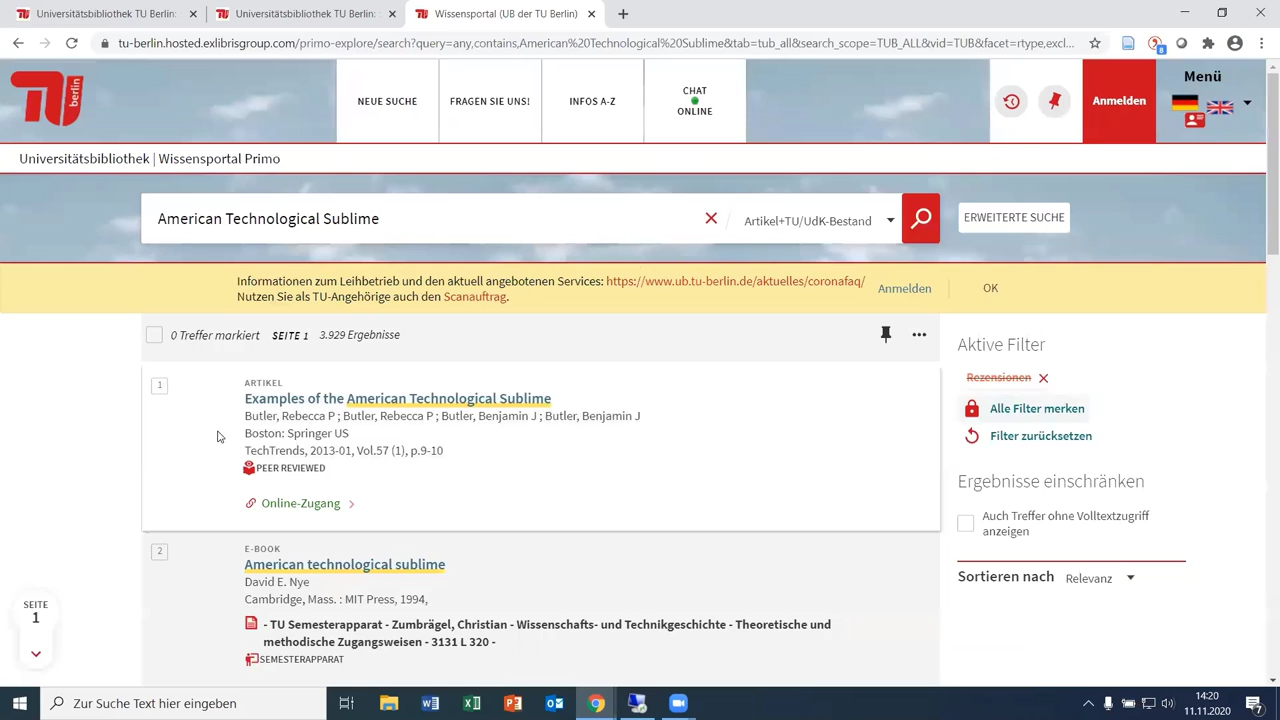 Universitätsbibliothek TU Berlin:
Universitätsbibliothek TU Berlin:
Wissensportal (UB der TU Berlin)
tu-berlin.hosted.exlibrisgroup.com/primo-explore/search?query=any,contains,American%20Technological%20Sublime&tab=tub_all&search_scope=TUB_ALL&vid=TUB&facet=rtype,excl...
8
TU berlin
NEUE SUCHE
FRAGEN SIE UNS!
INFOS A-Z
CHAT
ONLINE
Anmelden
Menü
Universitätsbibliothek | Wissensportal Primo
American Technological Sublime
Artikel+TU/UdK-Bestand
ERWEITERTE SUCHE
Informationen zum Leihbetrieb und den aktuell angebotenen Services: https://www.ub.tu-berlin.de/aktuelles/coronafaq/
Nutzen Sie als TU-Angehörige auch den Scanauftrag.
Anmelden
OK
0 Treffer markiert SEITE 1 3.929 Ergebnisse
1
ARTIKEL
Examples of the American Technological Sublime
Butler, Rebecca P ; Butler, Rebecca P ; Butler, Benjamin J ; Butler, Benjamin J
Boston: Springer US
TechTrends, 2013-01, Vol.57 (1), p.9-10
PEER REVIEWED
Online-Zugang
2
E-BOOK
American technological sublime
David E. Nye
Cambridge, Mass. : MIT Press, 1994,
- TU Semesterapparat - Zumbrägel, Christian - Wissenschafts- und Technikgeschichte - Theoretische und
methodische Zugangsweisen - 3131 L 320 -
SEMESTERAPPARAT
Aktive Filter
Rezensionen
Alle Filter merken
Filter zurücksetzen
Ergebnisse einschränken
Auch Treffer ohne Volltextzugriff
anzeigen
Sortieren nach Relevanz
SEITE
1
Zur Suche Text hier eingeben
14:20
11.11.2020
7